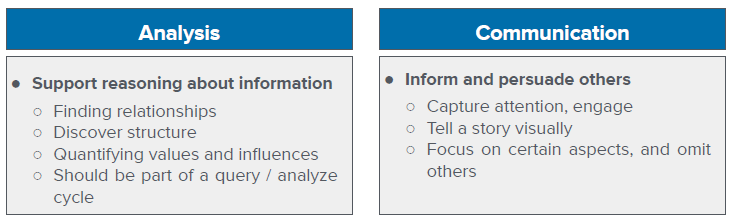 Analysis
● Support reasoning about information
○ Finding relationships
○ Discover structure
○ Quantifying values and influences
○ Should be part of a query / analyze
cycle
Communication
● Inform and persuade others
○ Capture attention, engage
○ Tell a story visually
○ Focus on certain aspects, and omit
others